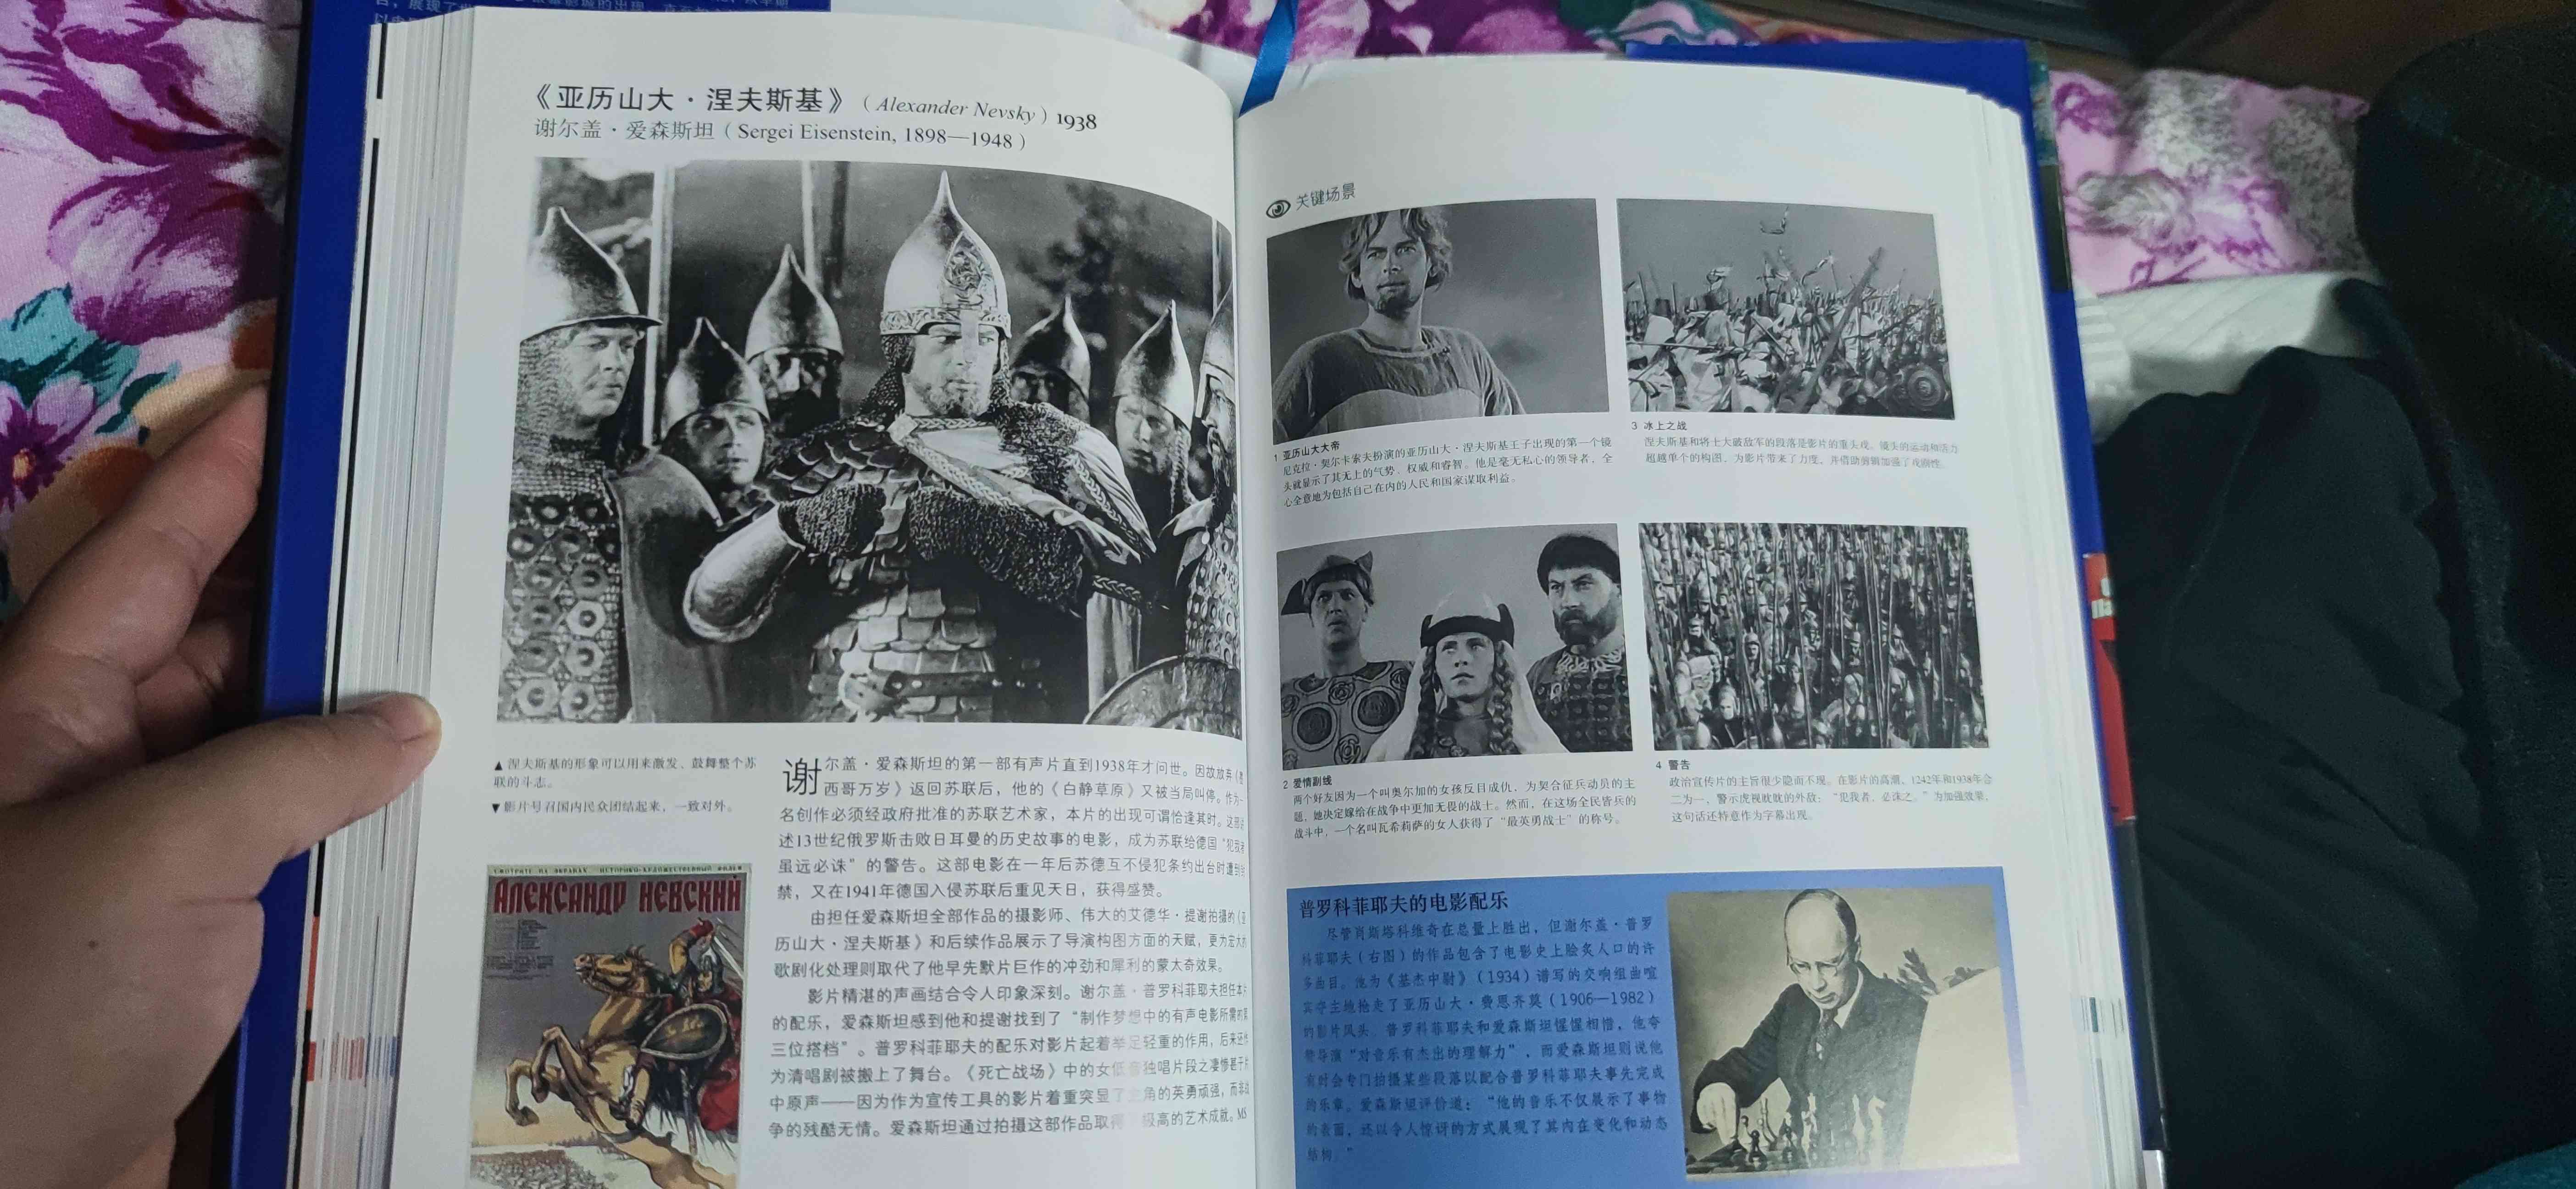 《亚历山大·涅夫斯基》（Alexander Nevsky）1938
谢尔盖·爱森斯坦（Sergei Eisenstein, 1898—1948）
▲ 涅夫斯基的形象可以用来激发、鼓舞整个苏
联的斗志。
▼ 影片号召国内民众团结起来，一致对外。
АЛЕКСАНДР НЕВСКИЙ
谢尔盖·爱森斯坦的第一部有声片直到1938年才问世。因故放弃《墨
西哥万岁》返回苏联后，他的《白静草原》又被当局叫停。作为一
名创作必须经政府批准的苏联艺术家，本片的出现可谓恰逢其时。这部
述13世纪俄罗斯击败日耳曼的历史故事的电影，成为苏联给德国“犯我者
虽远必诛”的警告。这部电影在一年后苏德互不侵犯条约出台时遭到
禁，又在1941年德国入侵苏联后重见天日，获得盛赞。
由担任爱森斯坦全部作品的摄影师、伟大的艾德华·提谢拍摄的《亚
历山大·涅夫斯基》和后续作品展示了导演构图方面的天赋，更为宏大的
歌剧化处理则取代了他早先默片巨作的冲劲和犀利的蒙太奇效果。
影片精湛的声画结合令人印象深刻。谢尔盖·普罗科菲耶夫担任本片
的配乐，爱森斯坦感到他和提谢找到了“制作梦想中的有声电影所需的
三位搭档”。普罗科菲耶夫的配乐对影片起着举足轻重的作用，后来还
为清唱剧被搬上了舞台。《死亡战场》中的女低音独唱片段之凄惨甚于片
中原声——因为作为宣传工具的影片着重突显了主角的英勇顽强，而非战
争的残酷无情。爱森斯坦通过拍摄这部作品取得 极高的艺术成就。MS
关键场景
1 亚历山大大帝
尼克拉·契尔卡索夫扮演的亚历山大·涅夫斯基王子出现的第一个镜
头就显示了其无上的气势、权威和睿智。他是毫无私心的领导者，全
心全意地为包括自己在内的人民和国家谋取利益。
3 冰上之战
涅夫斯基和将士大破敌军的段落是影片的重头戏。镜头的运动和活力
超越单个的构图，为影片带来了力度，并借助剪辑加强了戏剧性。
2 爱情副线
两个好友因为一个叫奥尔加的女孩反目成仇，为契合征兵动员的主
题，她决定嫁给在战争中更加无畏的战士。然而，在这场全民皆兵的
战斗中，一个名叫瓦希莉萨的女人获得了“最英勇战士”的称号。
4 警告
政治宣传片的主旨很少隐而不现。在影片的高潮，1242年和1938年合
二为一，警示虎视眈眈的外敌：“犯我者，必诛之。”为加强效果，
这句话还特意作为字幕出现。
普罗科菲耶夫的电影配乐
尽管肖斯塔科维奇在总量上胜出，但谢尔盖·普罗
科菲耶夫（右图）的作品包含了电影史上脍炙人口的许
多曲目。他为《基杰中尉》（1934）谱写的交响组曲喧
宾夺主地抢走了亚历山大·费恩齐莫（1906—1982）
的影片风头。普罗科菲耶夫和爱森斯坦惺惺相惜，他夸
赞导演“对音乐有杰出的理解力”，而爱森斯坦则说他
有时会专门拍摄某些段落以配合普罗科菲耶夫事先完成
的乐章。爱森斯坦评价道：“他的音乐不仅展示了事物
的表面，还以令人惊讶的方式展现了其内在变化和动态
结构。”